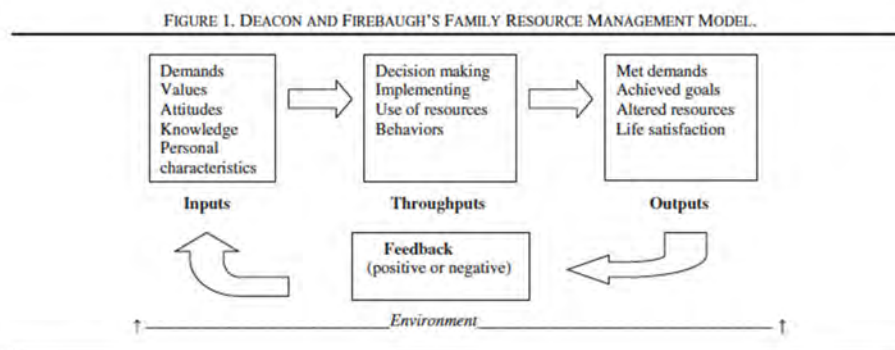 FIGURE 1. DEACON AND FIREBAUGH'S FAMILY RESOURCE MANAGEMENT MODEL.
Demands
Values
Attitudes
Knowledge
Personal
characteristics
Decision making
Implementing
Use of resources
Behaviors
Met demands
Achieved goals
Altered resources
Life satisfaction
Inputs
Throughputs
Outputs
Feedback
(positive or negative)
Environment